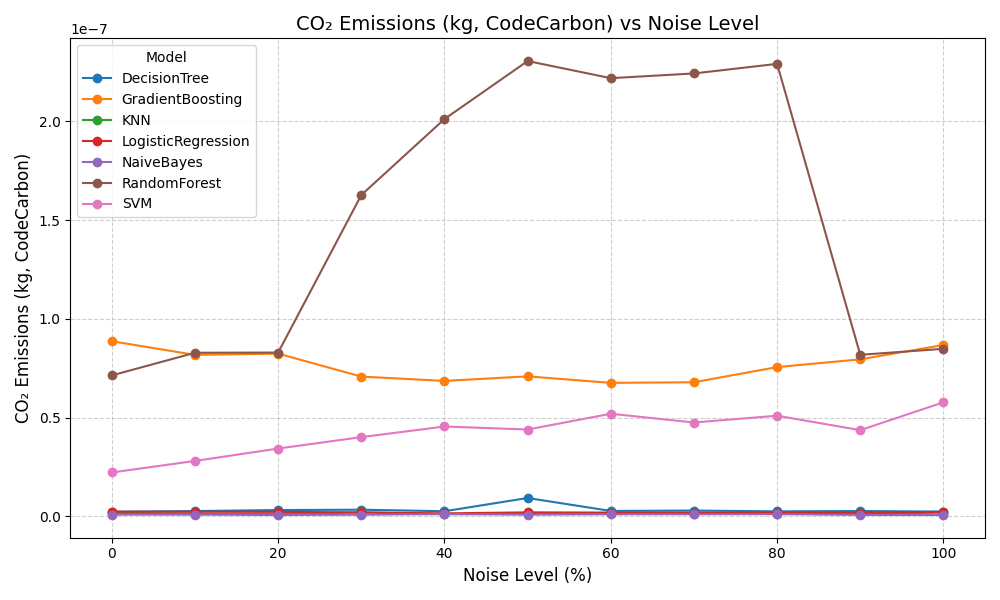 CO₂ Emissions (kg, CodeCarbon) vs Noise Level
1e−7
Model
DecisionTree
GradientBoosting
KNN
LogisticRegression
NaiveBayes
RandomForest
SVM
CO₂ Emissions (kg, CodeCarbon)
2.0
1.5
1.0
0.5
0.0
0 20 40 60 80 100
Noise Level (%)